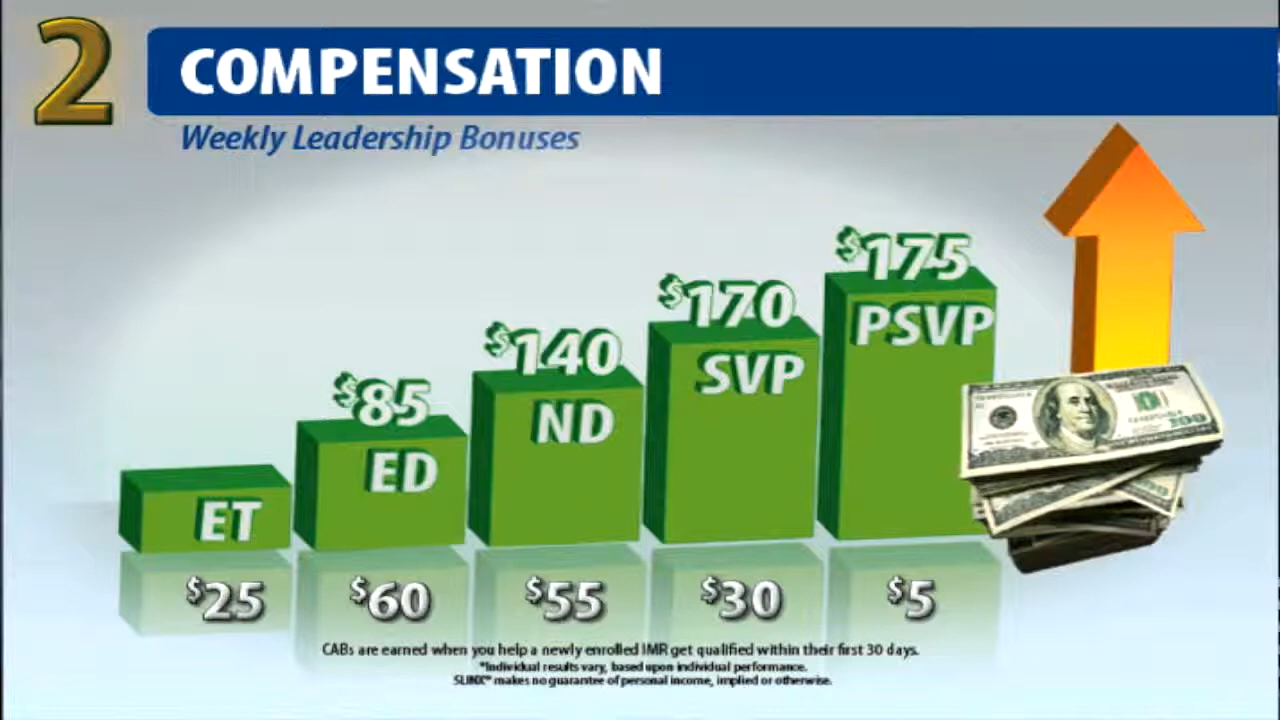 2
COMPENSATION
Weekly Leadership Bonuses
$175
PSVP
$170
SVP
$140
ND
$85
ED
ET
$25 $60 $55 $30 $5
100
CABs are earned when you help a newly enrolled IMR get qualified within their first 30 days.
*Individual results vary, based upon individual performance.
makes no guarantee of personal income, implied or otherwise.